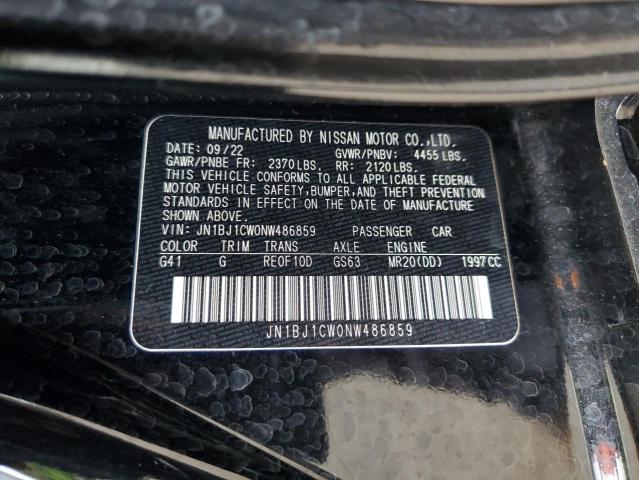 MANUFACTURED BY NISSAN MOTOR CO.,LTD.
DATE: 09/22 GVWR/PNBV: 4455 LBS.
GAWR/PNBE FR: 2370 LBS. RR: 2120 LBS.
THIS VEHICLE CONFORMS TO ALL APPLICABLE FEDERAL
MOTOR VEHICLE SAFETY, BUMPER, AND THEFT PREVENTION
STANDARDS IN EFFECT ON THE DATE OF MANUFACTURE
SHOWN ABOVE.
VIN: JN1BJ1CW0NW486859 PASSENGER CAR
COLOR TRIM TRANS AXLE ENGINE
G41 G RE0F10D GS63 MR20(DD) 1997CC
JN1BJ1CW0NW486859